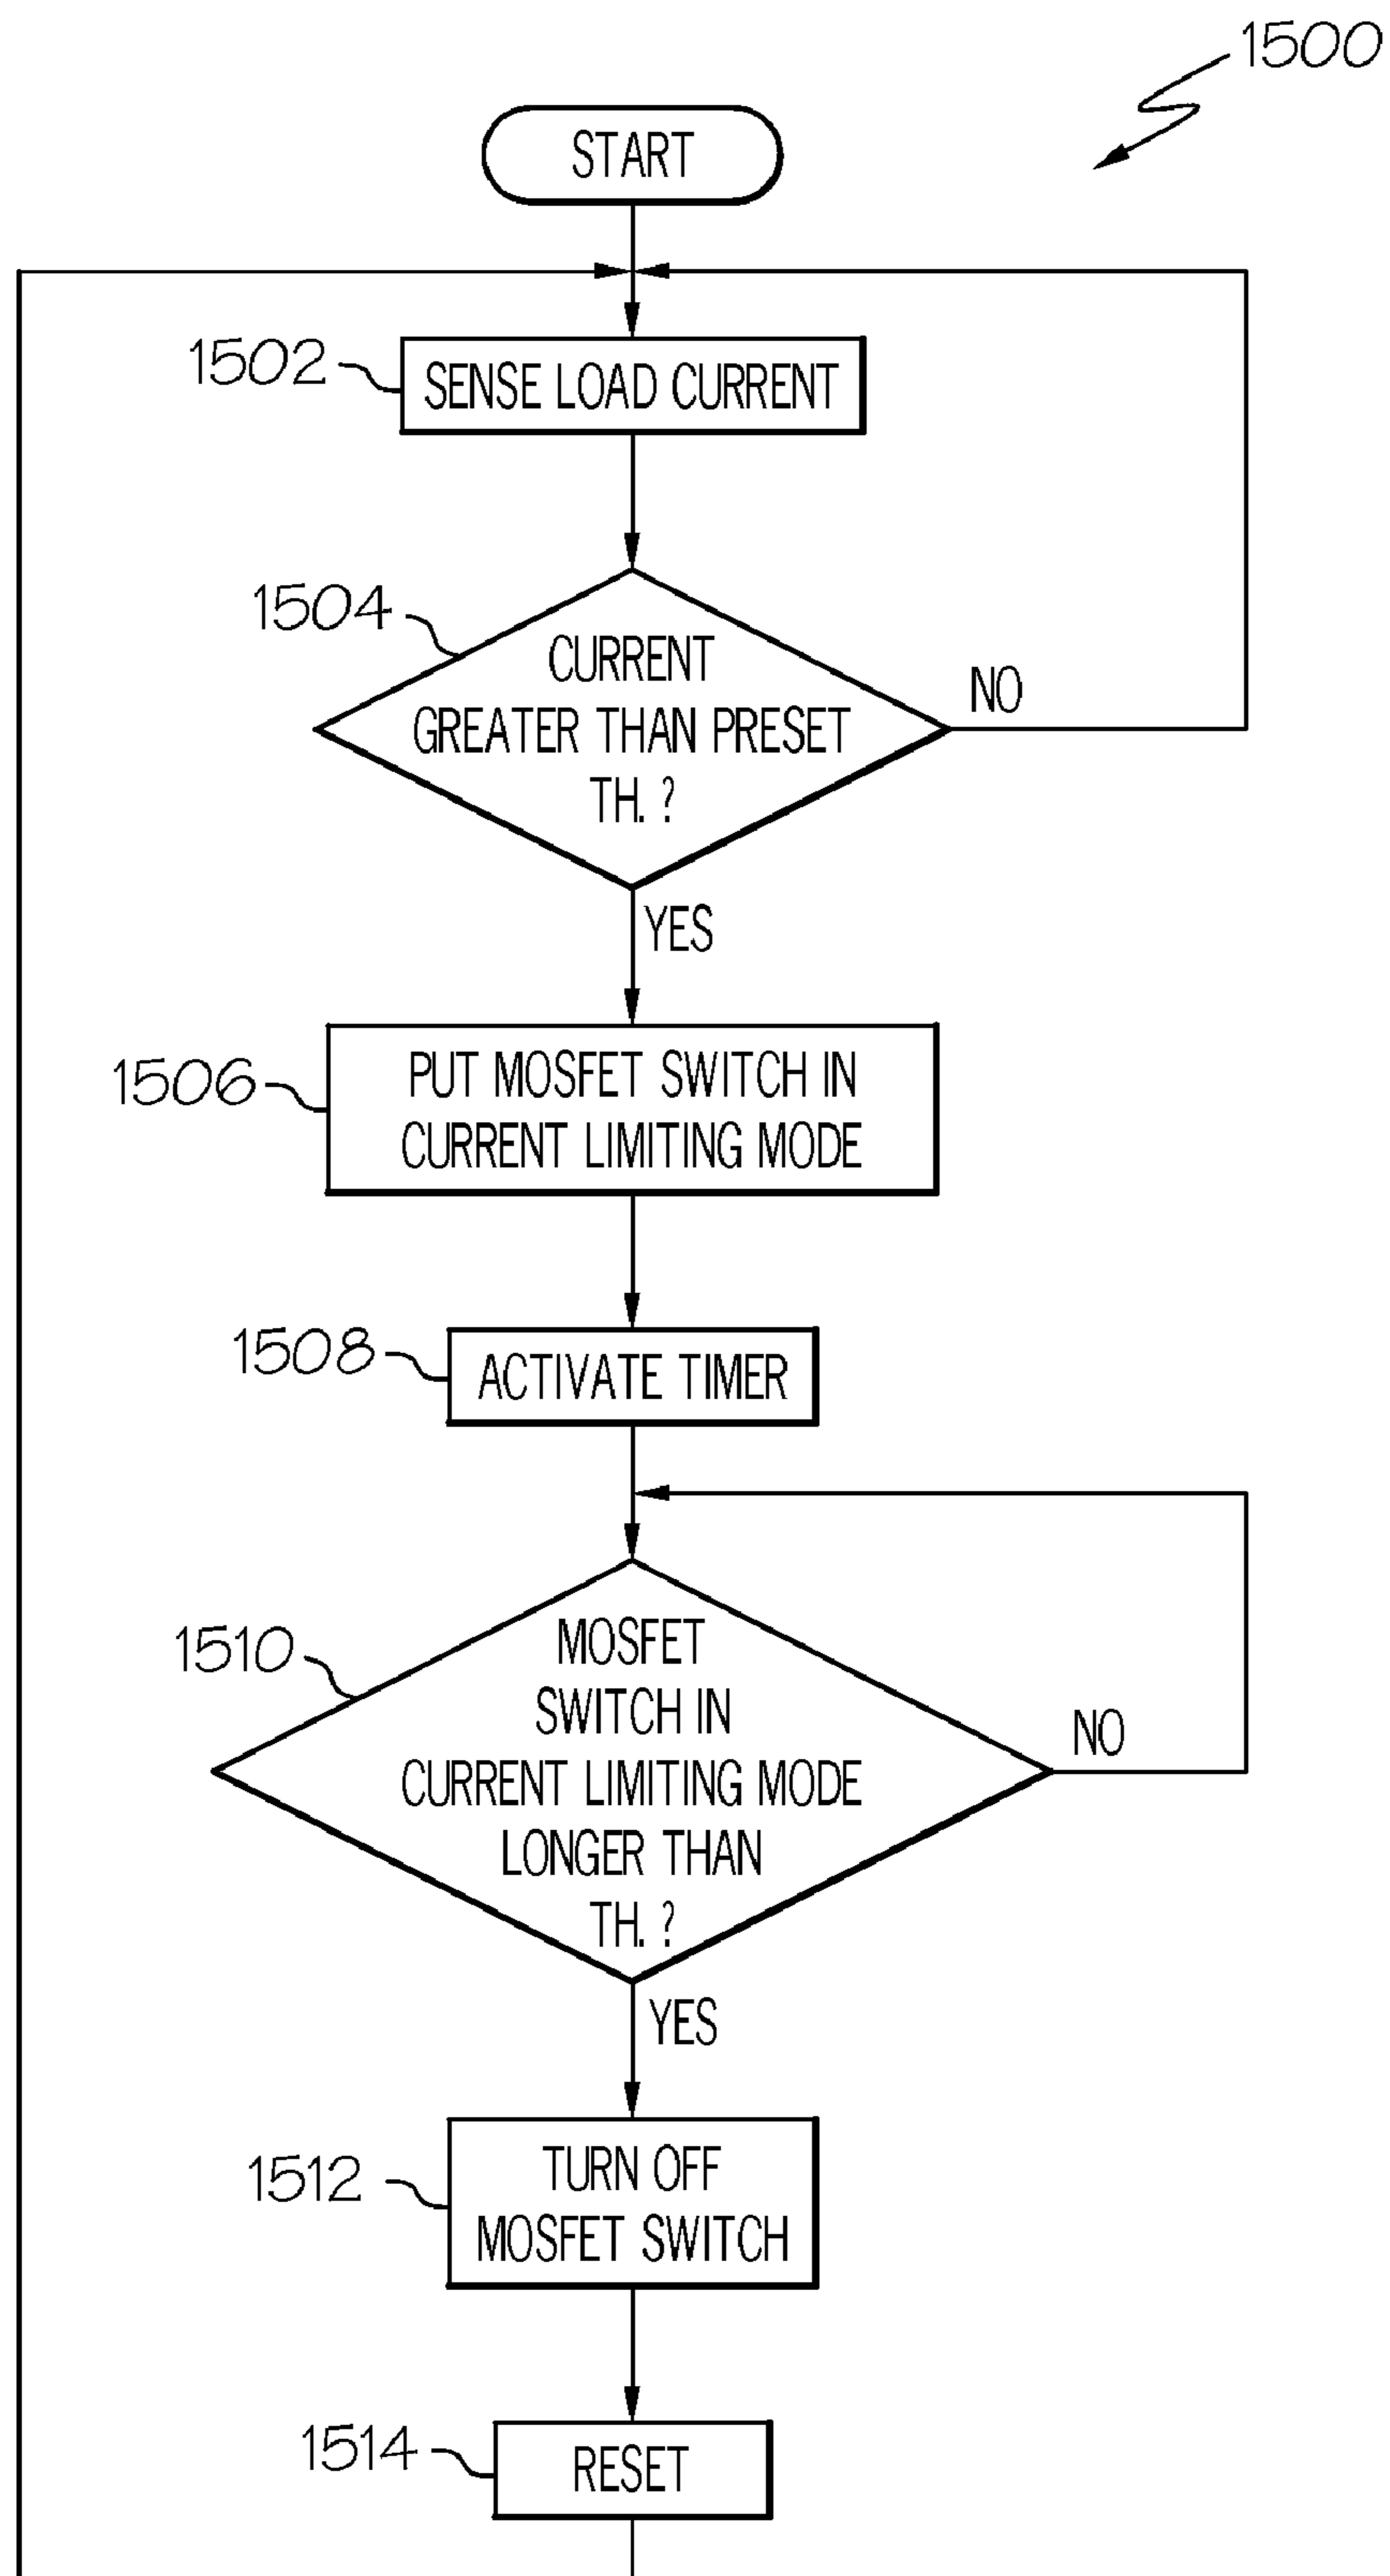 1500
START
1502
SENSE LOAD CURRENT
1504
CURRENT
GREATER THAN PRESET
TH. ?
NO
YES
1506
PUT MOSFET SWITCH IN
CURRENT LIMITING MODE
1508
ACTIVATE TIMER
1510
MOSFET
SWITCH IN
CURRENT LIMITING MODE
LONGER THAN
TH. ?
NO
YES
1512
TURN OFF
MOSFET SWITCH
1514
RESET